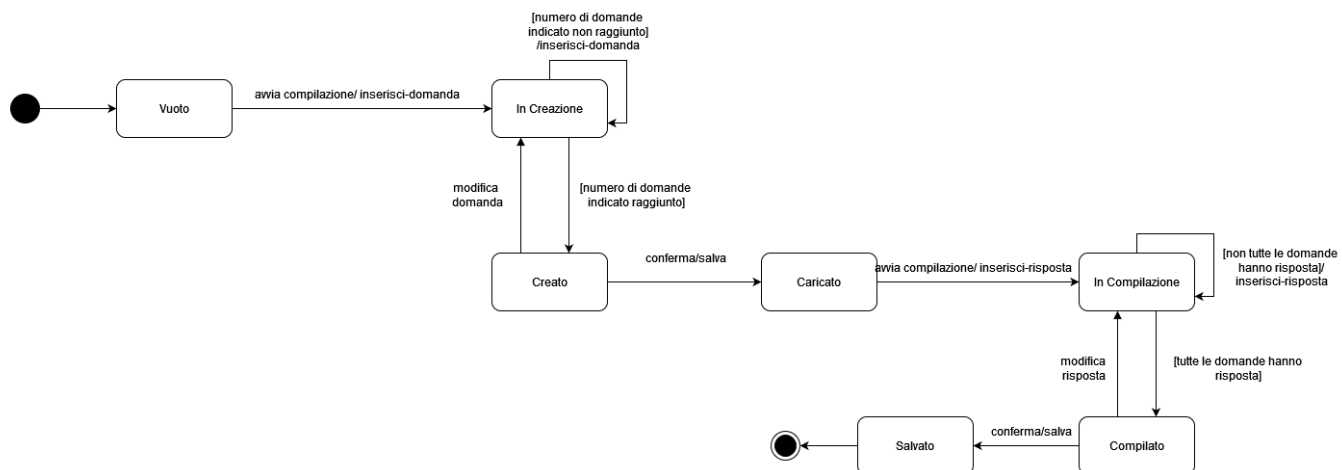 [numero di domande
indicato non raggiunto]
/inserisci-domanda
Vuoto
avvia compilazione/ inserisci-domanda
In Creazione
modifica
domanda
[numero di domande
indicato raggiunto]
Creato
conferma/salva
Caricato
avvia compilazione/ inserisci-risposta
In Compilazione
[non tutte le domande
hanno risposta]/
inserisci-risposta
modifica
risposta
[tutte le domande hanno
risposta]
Salvato
conferma/salva
Compilato